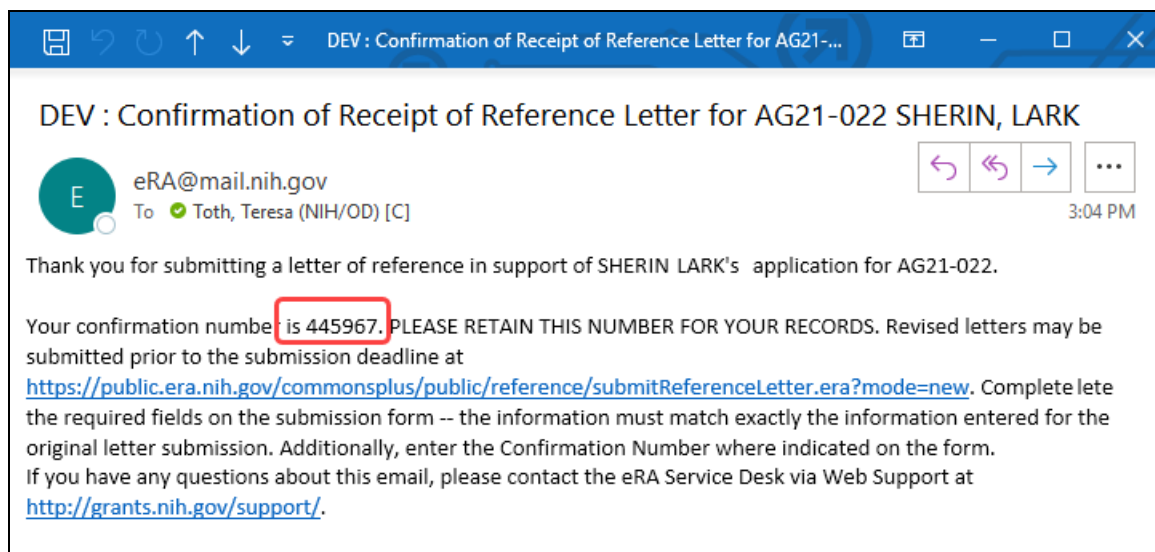 DEV : Confirmation of Receipt of Reference Letter for AG21-...
DEV : Confirmation of Receipt of Reference Letter for AG21-022 SHERIN, LARK
E
eRA@mail.nih.gov
To Toth, Teresa (NIH/OD) [C]
3:04 PM
Thank you for submitting a letter of reference in support of SHERIN LARK's application for AG21-022.
Your confirmation number is 445967. PLEASE RETAIN THIS NUMBER FOR YOUR RECORDS. Revised letters may be
submitted prior to the submission deadline at
https://public.era.nih.gov/commonsplus/public/reference/submitReferenceLetter.era?mode=new. Complete lete
the required fields on the submission form -- the information must match exactly the information entered for the
original letter submission. Additionally, enter the Confirmation Number where indicated on the form.
If you have any questions about this email, please contact the eRA Service Desk via Web Support at
http://grants.nih.gov/support/.